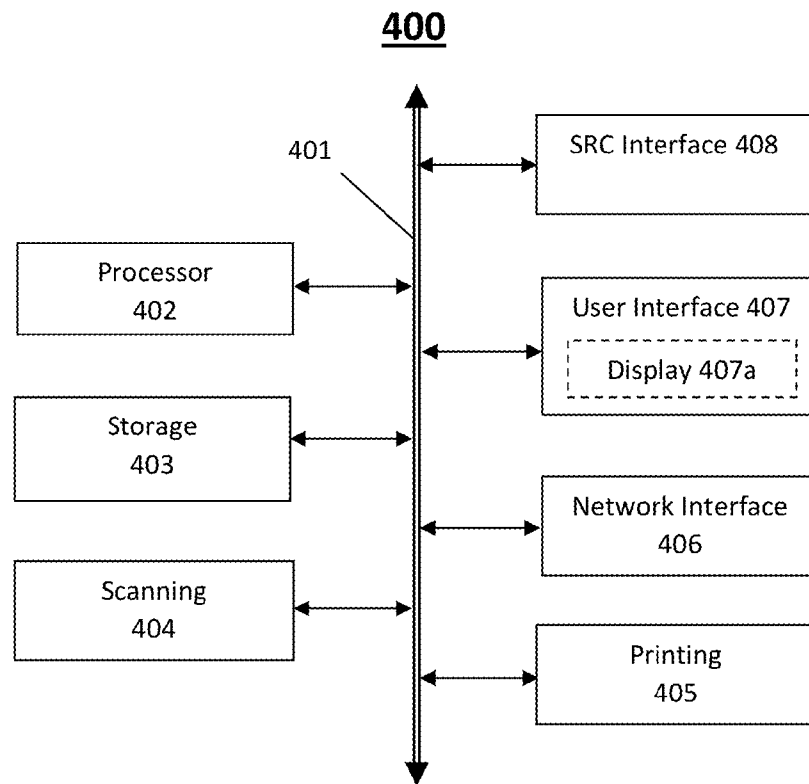 400
401
SRC Interface 408
Processor
402
User Interface 407
Display 407a
Storage
403
Network Interface
406
Scanning
404
Printing
405